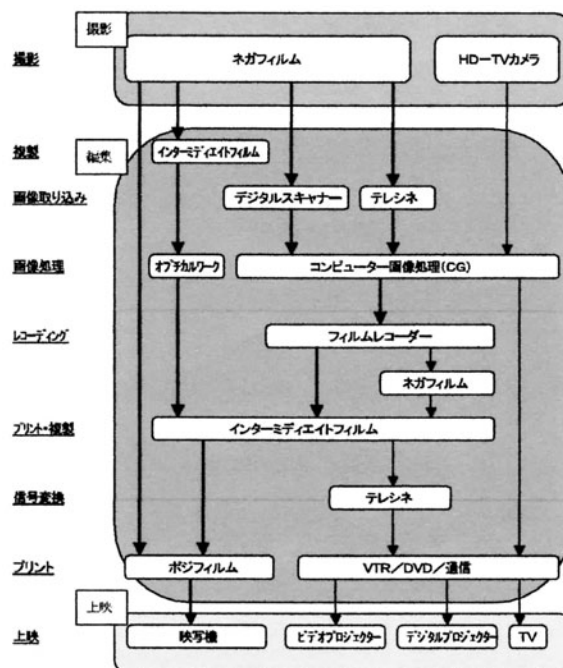 撮影
撮影
ネガフィルム
HD－TVカメラ
複製
編集
インターミディエイトフィルム
画像取り込み
デジタルスキャナー
テレシネ
画像処理
オプチカルワーク
コンピューター画像処理(CG)
レコーディング
フィルムレコーダー
ネガフィルム
プリント・複製
インターミディエイトフィルム
信号変換
テレシネ
プリント
ポジフィルム
VTR／DVD／通信
上映
上映
映写機
ビデオプロジェクター
デジタルプロジェクター
TV